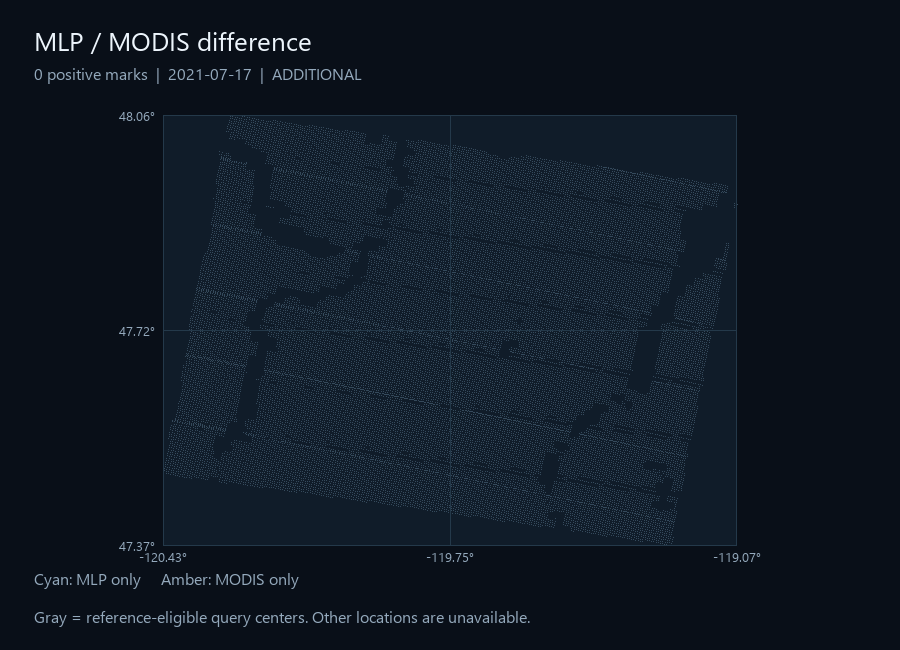 MLP / MODIS difference
0 positive marks | 2021-07-17 | ADDITIONAL
48.06°
47.72°
47.37°
-120.43° -119.75° -119.07°
Cyan: MLP only Amber: MODIS only
Gray = reference-eligible query centers. Other locations are unavailable.